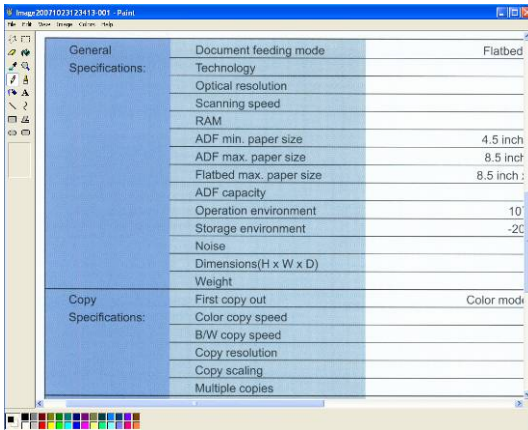 Image20071023123413-001 - Paint
File Edit View Image Colors Help
General Document feeding mode Flatbed
Specifications: Technology
Optical resolution
Scanning speed
RAM
ADF min. paper size 4.5 inch
ADF max. paper size 8.5 inch
Flatbed max. paper size 8.5 inch :
ADF capacity
Operation environment 10
Storage environment -20
Noise
Dimensions(H x W x D)
Weight
Copy First copy out Color mode
Specifications: Color copy speed
B/W copy speed
Copy resolution
Copy scaling
Multiple copies